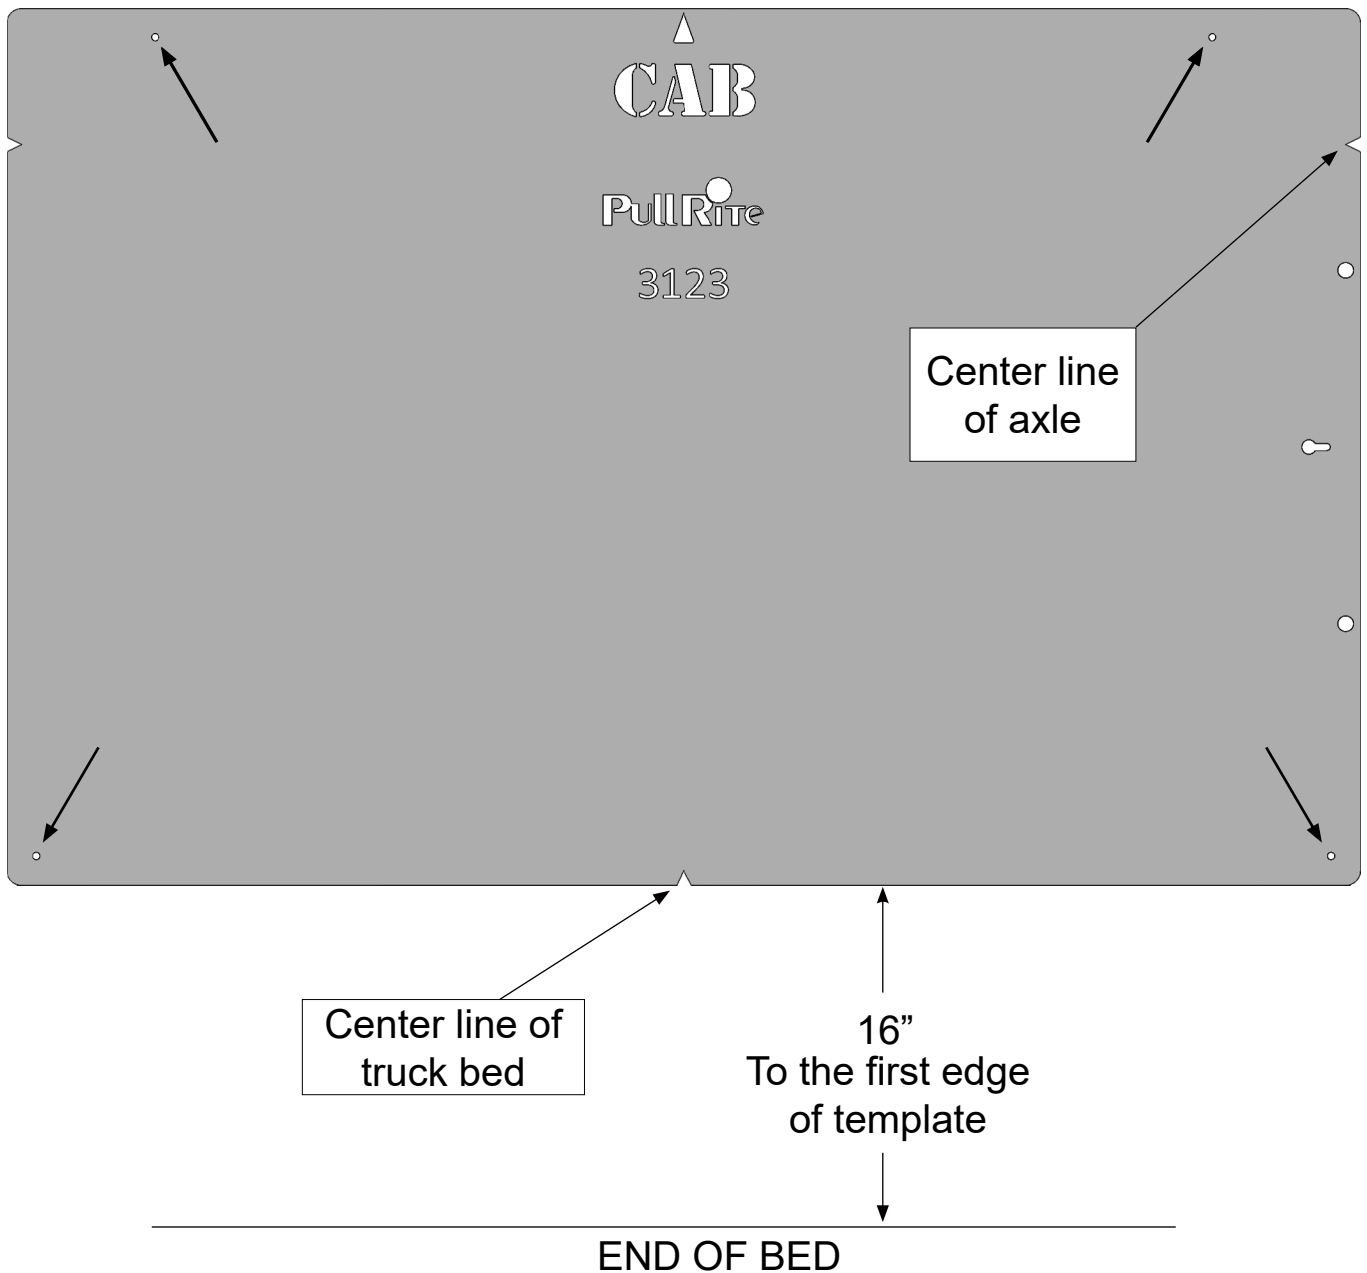 CAB
PullRite
3123
Center line
of axle
Center line of
truck bed
16”
To the first edge
of template
END OF BED